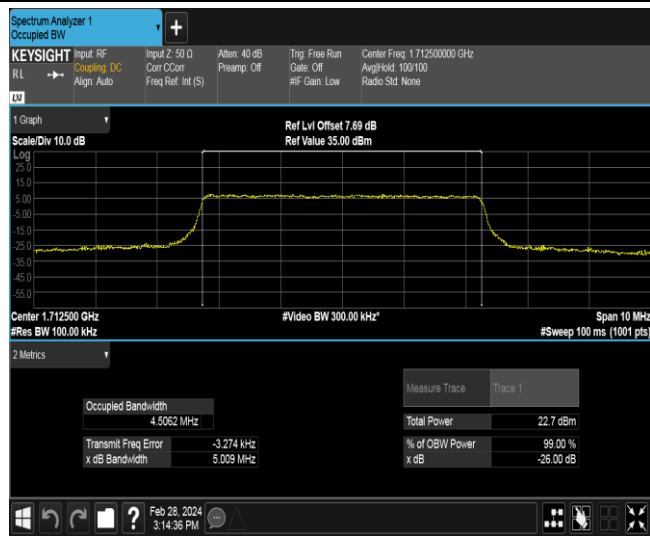 Spectrum Analyzer 1
Occupied BW
+
KEYSIGHT
RL
LXI
Input: RF
Coupling: DC
Align: Auto
Input Z: 50 Ω
Corr CCorr
Freq Ref: Int (S)
Atten: 40 dB
Preamp: Off
Trig: Free Run
Gate: Off
#IF Gain: Low
Center Freq: 1.712500000 GHz
Avg|Hold: 100/100
Radio Std: None
1 Graph
Scale/Div 10.0 dB
Ref Lvl Offset 7.69 dB
Ref Value 35.00 dBm
Log
25.0
15.0
5.00
-5.00
-15.0
-25.0
-35.0
-45.0
-55.0
Center 1.712500 GHz
#Video BW 300.00 kHz*
Span 10 MHz
#Res BW 100.00 kHz
#Sweep 100 ms (1001 pts)
2 Metrics
Measure Trace
Trace 1
Occupied Bandwidth
4.5062 MHz
Total Power
22.7 dBm
Transmit Freq Error
-3.274 kHz
% of OBW Power
99.00 %
x dB Bandwidth
5.009 MHz
x dB
-26.00 dB
?
Feb 28, 2024
3:14:36 PM